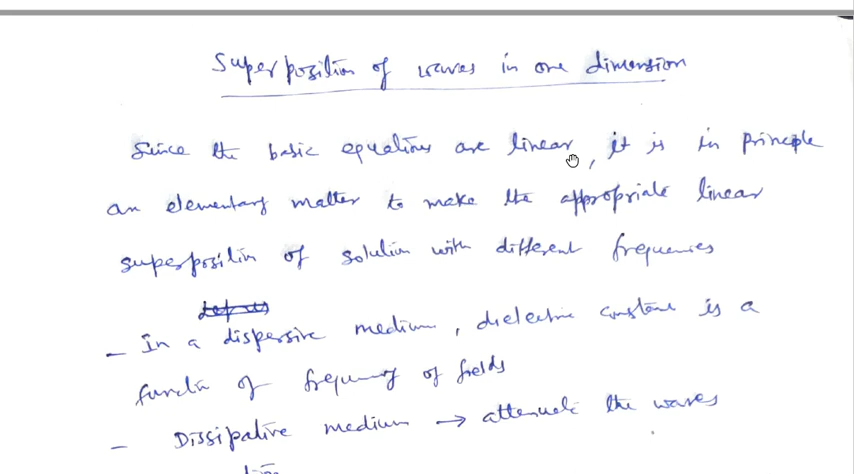 Superposition of waves in one dimension
Since the basic equations are linear, it is in principle
an elementary matter to make the appropriate linear
superposition of solution with different frequencies
- In a dispersive medium, dielectric constant is a
function of frequency of fields
- Dissipative medium → attenuate the waves